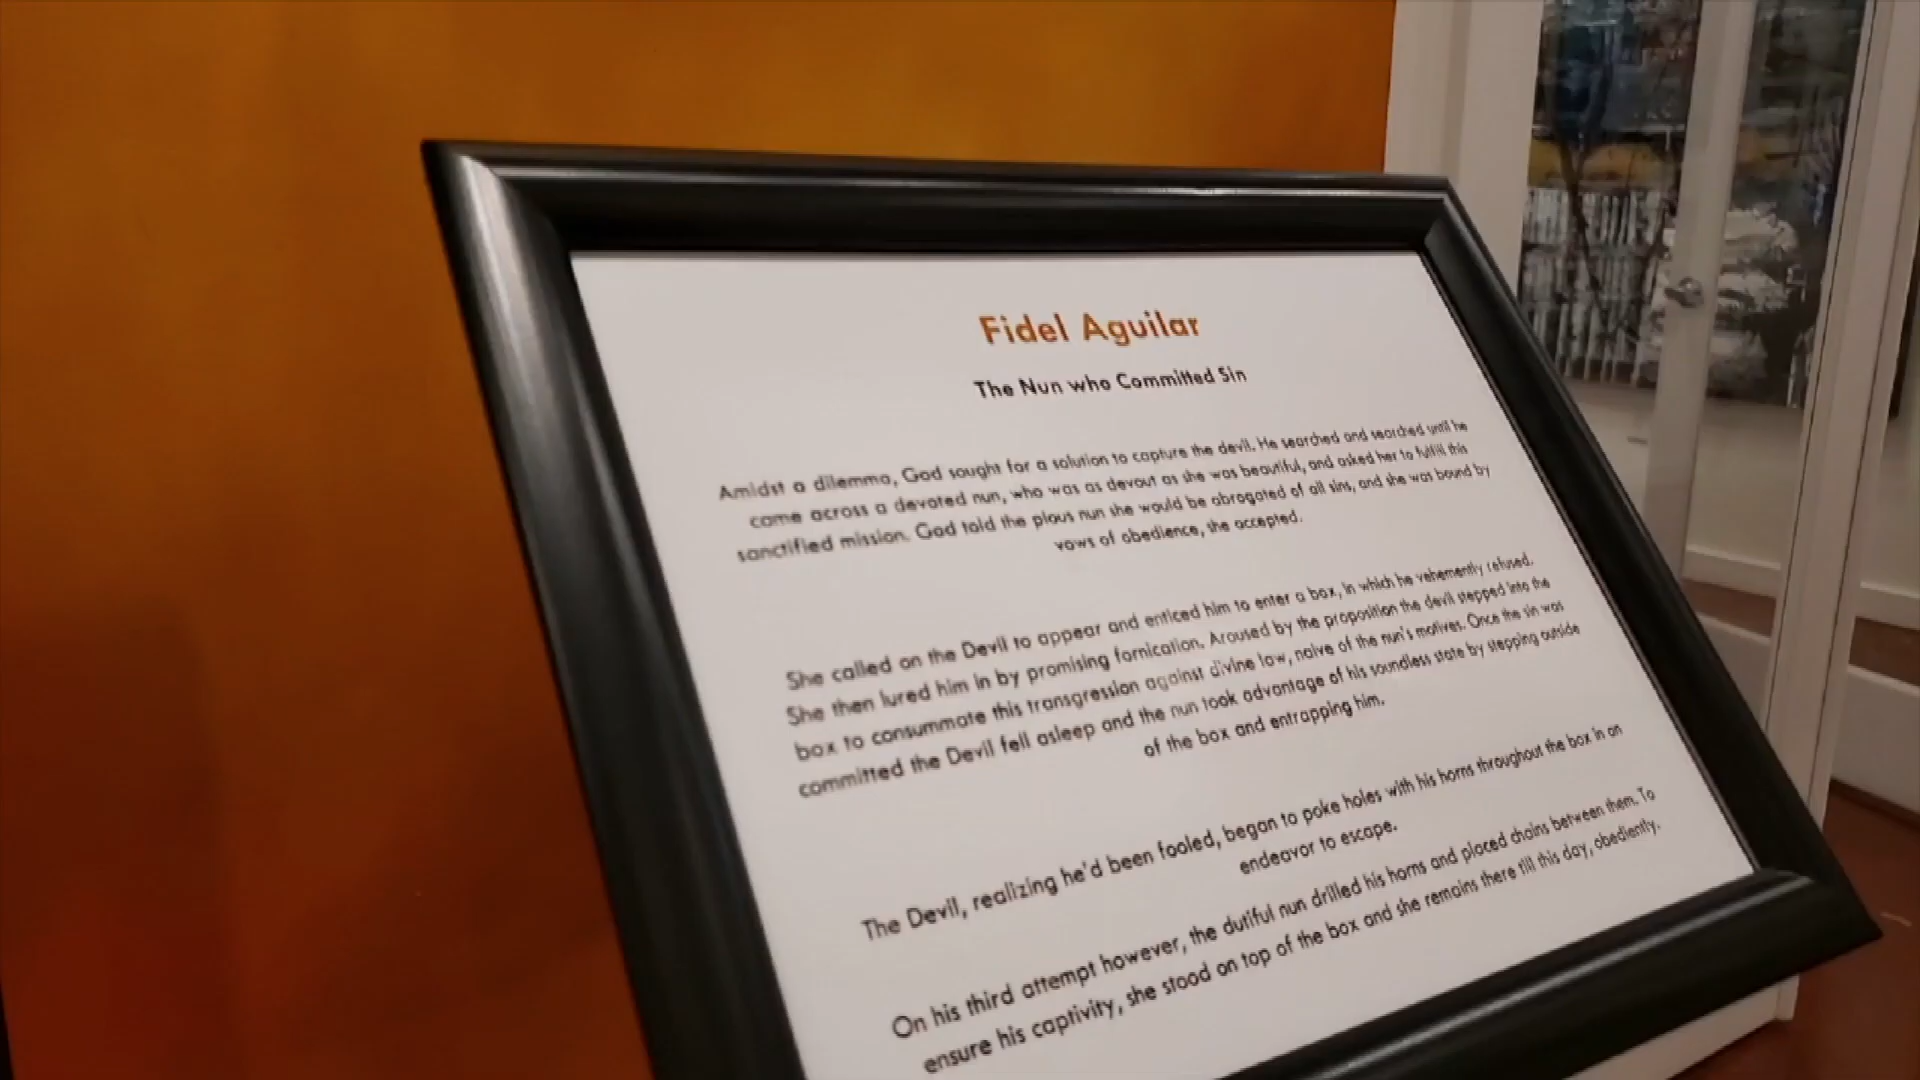 Fidel Aguilar
The Nun who Committed Sin
Amidst a dilemma, God sought for a solution to capture the devil. He searched and searched until he
came across a devoted nun, who was as devout as she was beautiful, and asked her to fulfill this
sanctified mission. God told the pious nun she would be abrogated of all sins, and she was bound by
vows of obedience, she accepted.
She called on the Devil to appear and enticed him to enter a box, in which he vehemently refused.
She then lured him in by promising fornication. Aroused by the proposition the devil stepped into the
box to consummate this transgression against divine law, naive of the nun's motives. Once the sin was
committed the Devil fell asleep and the nun took advantage of his soundless state by stepping outside
of the box and entrapping him.
The Devil, realizing he'd been fooled, began to poke holes with his horns throughout the box in an
endeavor to escape.
On his third attempt however, the dutiful nun drilled his horns and placed chains between them. To
ensure his captivity, she stood on top of the box and she remains there till this day, obediently.